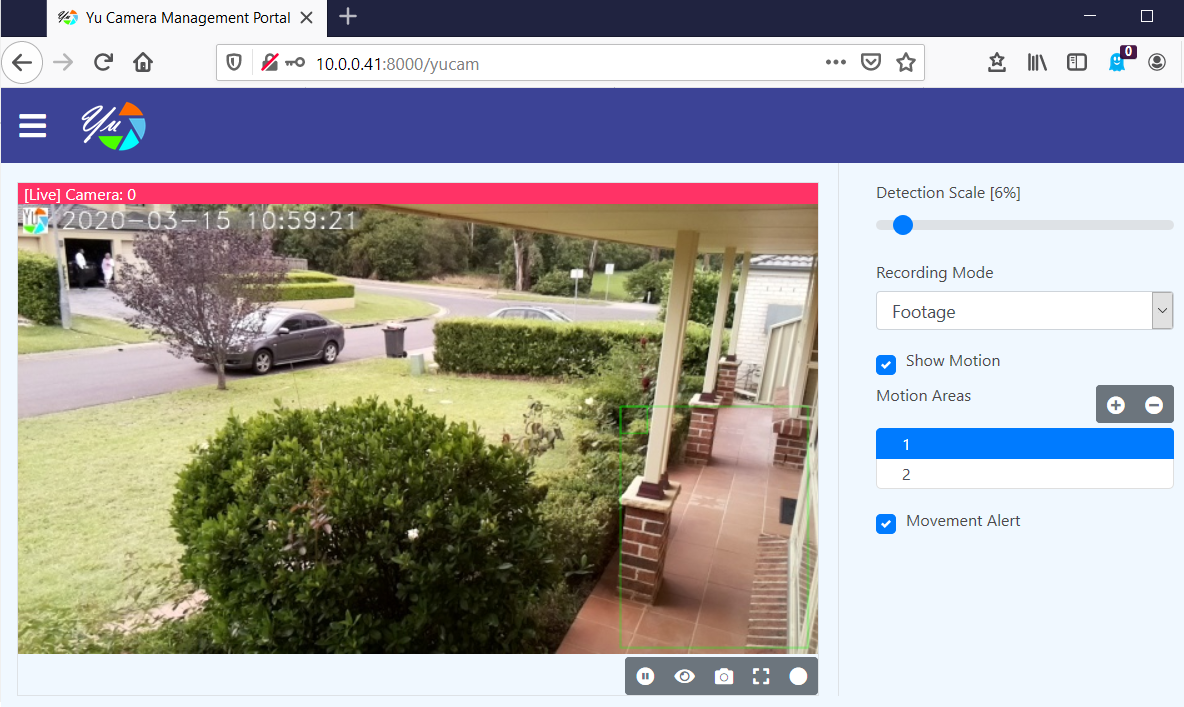 Yu Camera Management Portal
0
10.0.0.41:8000/yucam
Yu
[Live] Camera: 0
Yu 2020-03-15 10:59:21
Detection Scale [6%]
Recording Mode
Footage
Show Motion
Motion Areas
1
2
Movement Alert